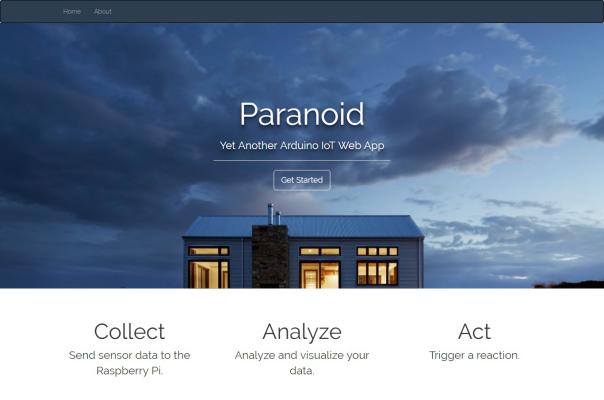 Home About
Paranoid
Yet Another Arduino IoT Web App
Get Started
Collect
Send sensor data to the
Raspberry Pi.
Analyze
Analyze and visualize your
data.
Act
Trigger a reaction.